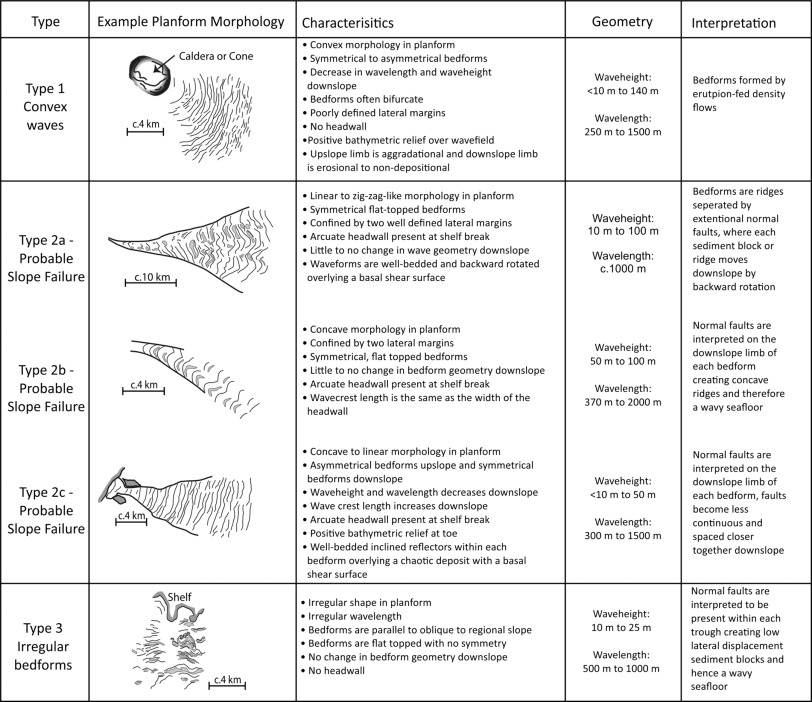 Type
Example Planform Morphology
Characterisitics
Geometry
Interpretation
Type 1
Convex
waves
Caldera or Cone
c.4 km
• Convex morphology in planform
• Symmetrical to asymmetrical bedforms
• Decrease in wavelength and waveheight
downslope
• Bedforms often bifurcate
• Poorly defined lateral margins
• No headwall
•Positive bathymetric relief over wavefield
• Upslope limb is aggradational and downslope limb
is erosional to non-depositional
Waveheight:
<10 m to 140 m
Wavelength:
250 m to 1500 m
Bedforms formed by
erutpion-fed density
flows
Type 2a -
Probable
Slope Failure
c.10 km
• Linear to zig-zag-like morphology in planform
• Symmetrical flat-topped bedforms
• Confined by two well defined lateral margins
• Arcuate headwall present at shelf break
• Little to no change in wave geometry downslope
• Waveforms are well-bedded and backward rotated
overlying a basal shear surface
Waveheight:
10 m to 100 m
Wavelength:
c.1000 m
Bedforms are ridges
seperated by
extentional normal
faults, where each
sediment block or
ridge moves
downslope by
backward rotation
Type 2b -
Probable
Slope Failure
c.4 km
• Concave morphology in planform
• Confined by two lateral margins
• Symmetrical, flat topped bedforms
• Little to no change in bedform geometry downslope
• Arcuate headwall present at shelf break
• Wavecrest length is the same as the width of the
headwall
Waveheight:
50 m to 100 m
Wavelength:
370 m to 2000 m
Normal faults are
interpreted on the
downslope limb of
each bedform
creating concave
ridges and therefore
a wavy seafloor
Type 2c -
Probable
Slope Failure
c.4 km
• Concave to linear morphology in planform
• Asymmetrical bedforms upslope and symmetrical
bedforms downslope
• Waveheight and wavelength decreases downslope
• Wave crest length increases downslope
• Arcuate headwall present at shelf break
• Positive bathymetric relief at toe
• Well-bedded inclined reflectors within each
bedform overlying a chaotic deposit with a basal
shear surface
Waveheight:
<10 m to 50 m
Wavelength:
300 m to 1500 m
Normal faults are
interpreted on the
downslope limb of
each bedform, faults
become less
continuous and
spaced closer
together downslope
Type 3
Irregular
bedforms
Shelf
c.4 km
• Irregular shape in planform
• Irregular wavelength
• Bedforms are parallel to oblique to regional slope
• Bedforms are flat topped with no symmetry
• No change in bedform geometry downslope
• No headwall
Waveheight:
10 m to 25 m
Wavelength:
500 m to 1000 m
Normal faults are
interpreted to be
present within each
trough creating low
lateral displacement
sediment blocks and
hence a wavy
seafloor